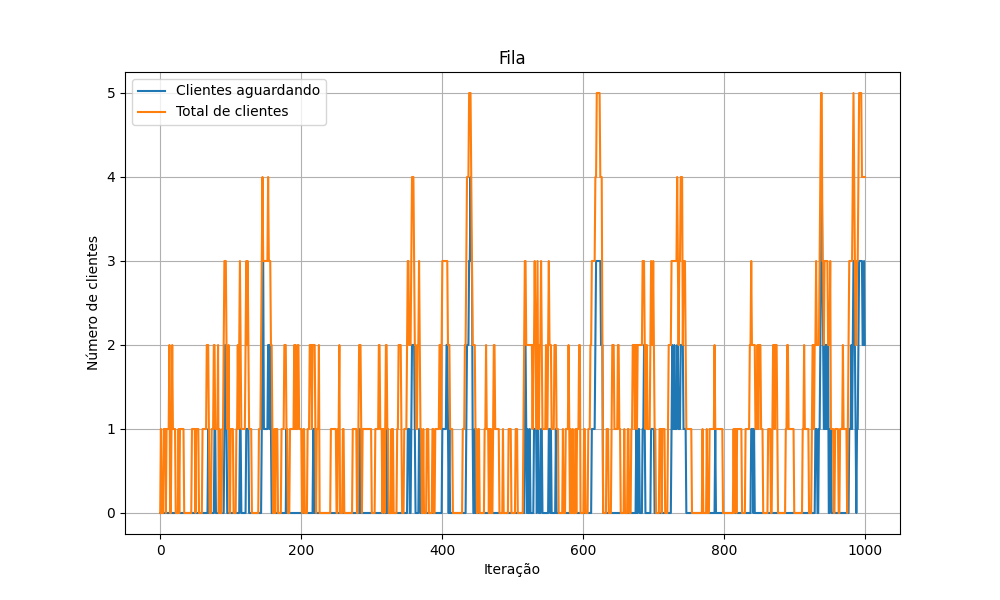 Fila
Clientes aguardando
Total de clientes
Número de clientes
5
4
3
2
1
0
0 200 400 600 800 1000
Iteração